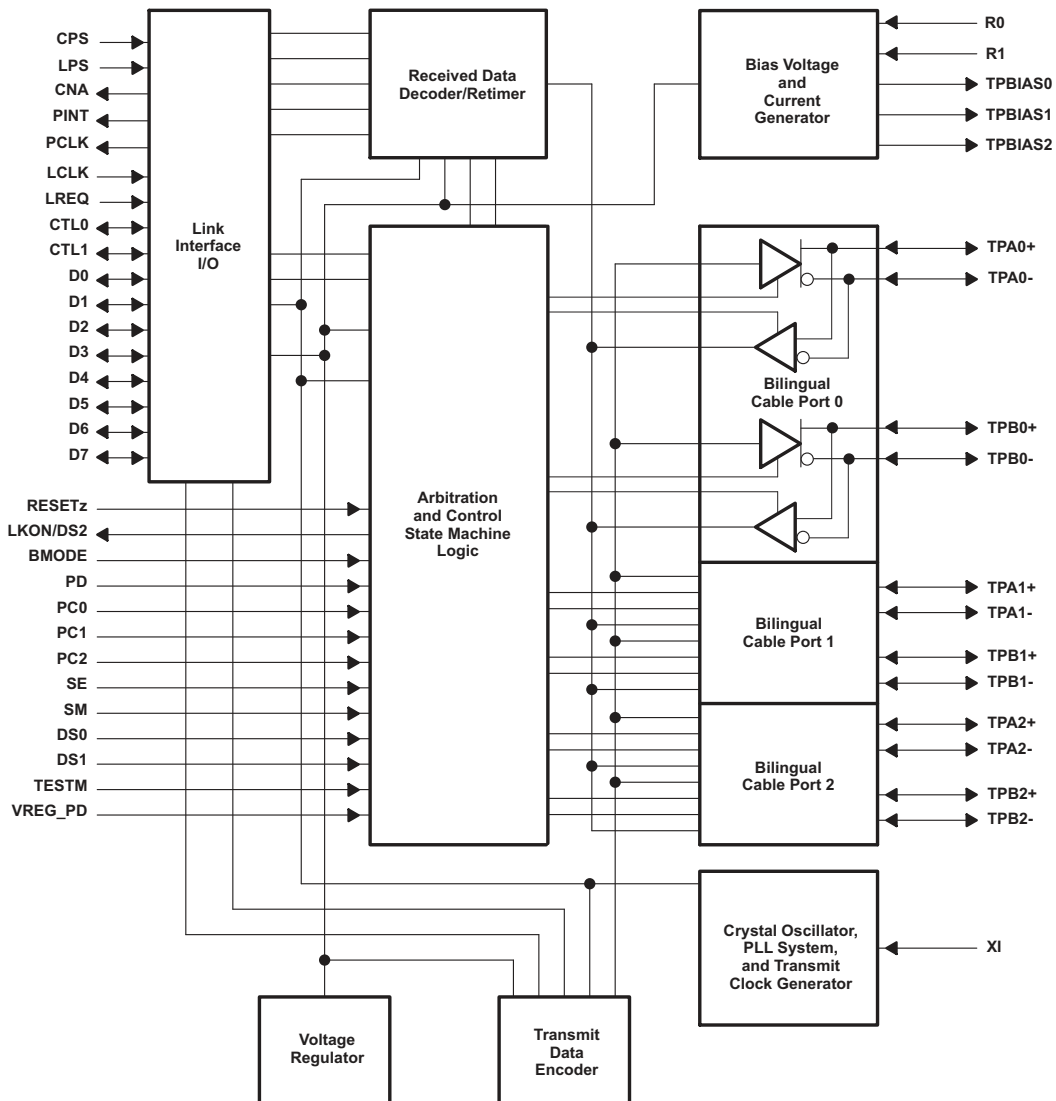 CPS
LPS
CNA
PINT
PCLK
LCLK
LREQ
CTL0
CTL1
D0
D1
D2
D3
D4
D5
D6
D7
Link
Interface
I/O
Received Data
Decoder/Retimer
Bias Voltage
and
Current
Generator
R0
R1
TPBIAS0
TPBIAS1
TPBIAS2
RESETz
LKON/DS2
BMODE
PD
PC0
PC1
PC2
SE
SM
DS0
DS1
TESTM
VREG_PD
Arbitration
and Control
State Machine
Logic
Bilingual
Cable Port 0
TPA0+
TPA0-
TPB0+
TPB0-
Bilingual
Cable Port 1
TPA1+
TPA1-
TPB1+
TPB1-
Bilingual
Cable Port 2
TPA2+
TPA2-
TPB2+
TPB2-
Crystal Oscillator,
PLL System,
and Transmit
Clock Generator
XI
Voltage
Regulator
Transmit
Data
Encoder